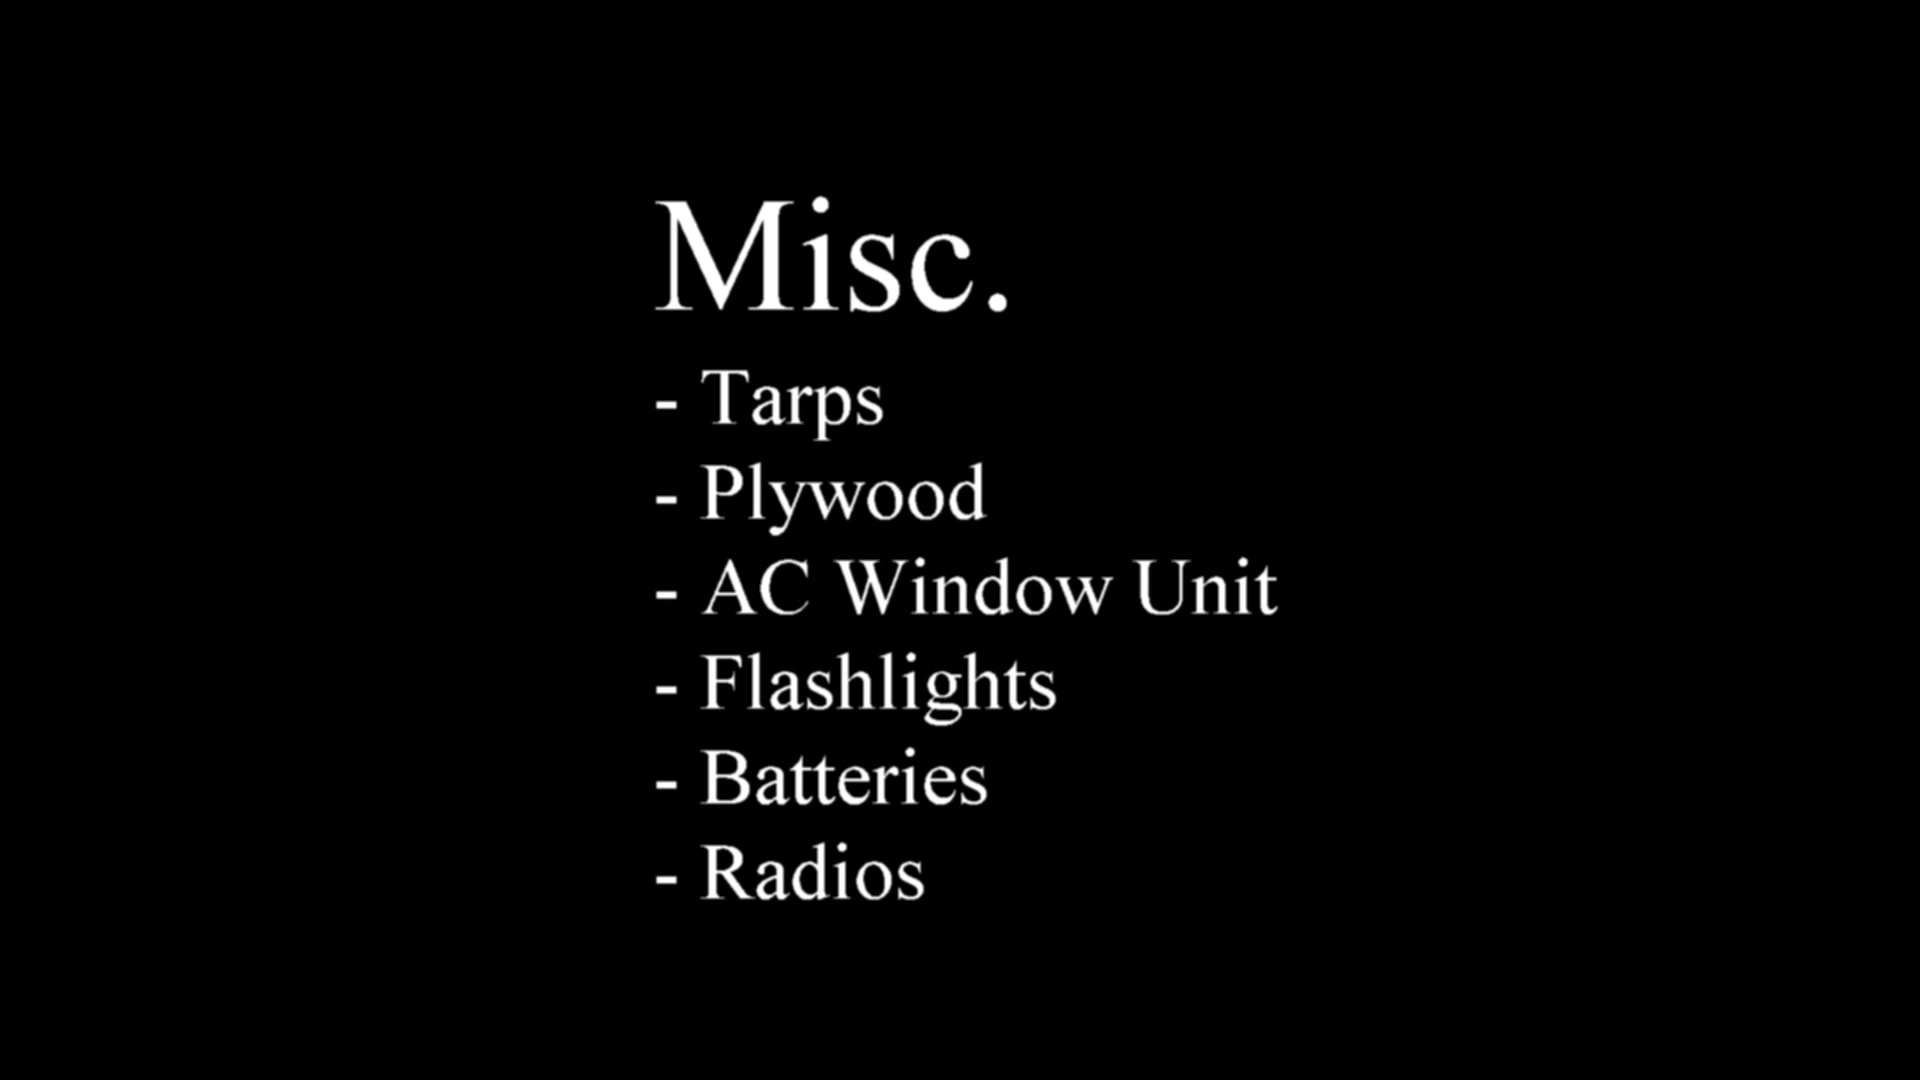 Misc.
- Tarps
- Plywood
- AC Window Unit
- Flashlights
- Batteries
- Radios